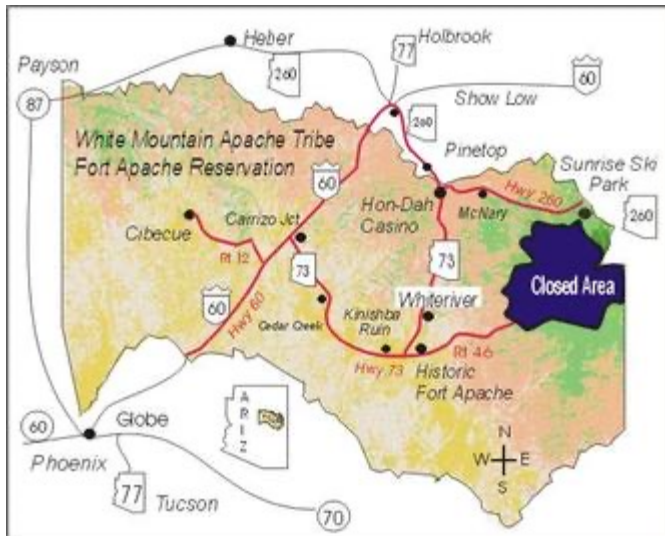 Heber
77
Holbrook
Payson
260
60
87
Show Low
260
White Mountain Apache Tribe
Fort Apache Reservation
Pinetop
60
Sunrise Ski
Park
Hon-Dah
Casino
McNary
Hwy 260
260
Cibecue
Carrizo Jct
Rt 12
73
73
Closed Area
60
Hwy 60
Whiteriver
Cedar Creek
Kinishba
Ruin
Hwy 73
Rt 46
Historic
Fort Apache
A
R
I
Z
60
Globe
Phoenix
77
Tucson
70
N
W E
S